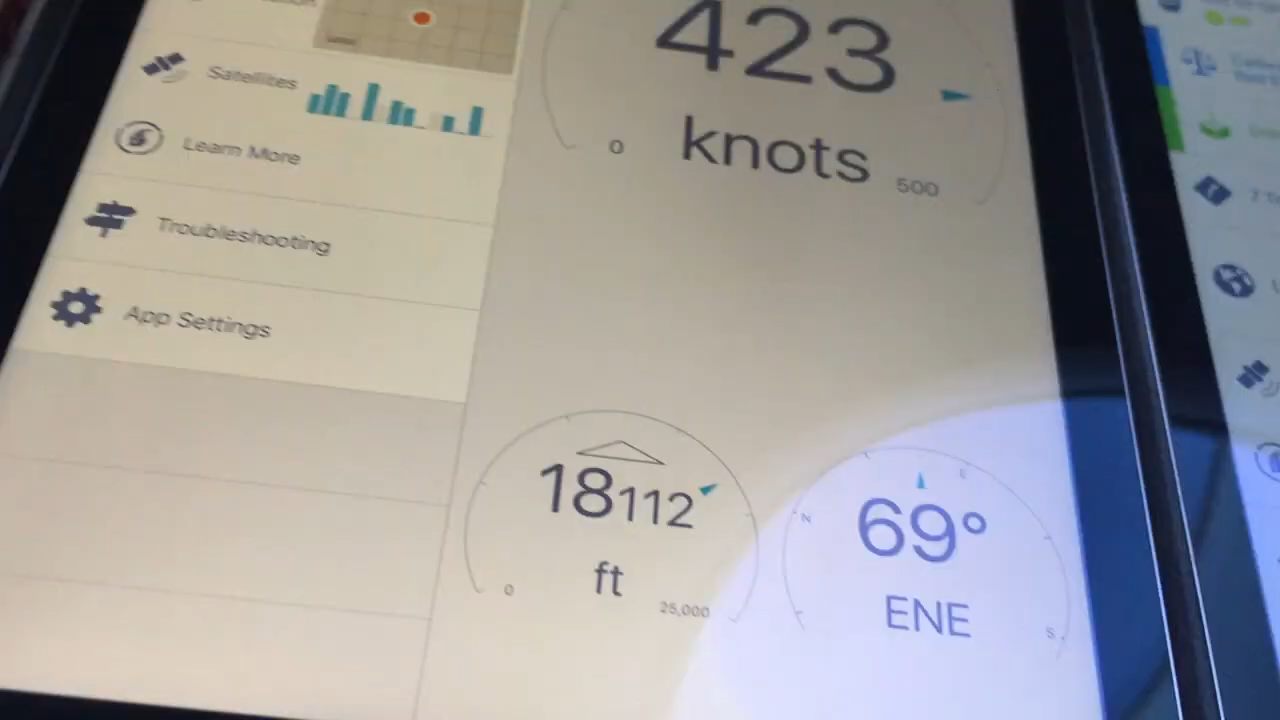 423
knots
0
500
Satellites
Learn More
Troubleshooting
App Settings
18112
ft
0
25,000
N
E
S
69°
ENE